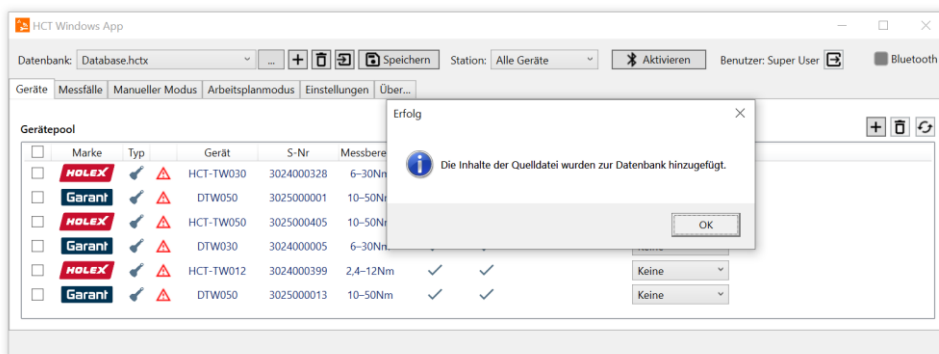 HCT Windows App
Datenbank: Database.hctx ... Speichern Station: Alle Geräte Aktivieren Benutzer: Super User Bluetooth
Geräte Messfälle Manueller Modus Arbeitsplanmodus Einstellungen Über...
Erfolg
Gerätepool
Marke Typ Gerät S-Nr Messbere
HOLEX HCT-TW030 3024000328 6–30Nm
Die Inhalte der Quelldatei wurden zur Datenbank hinzugefügt.
Garant DTW050 3025000001 10–50N
HOLEX HCT-TW050 3025000405 10–50N
OK
Garant DTW030 3024000005 6–30Nm
HOLEX HCT-TW012 3024000399 2,4–12Nm Keine
Garant DTW050 3025000013 10–50Nm Keine